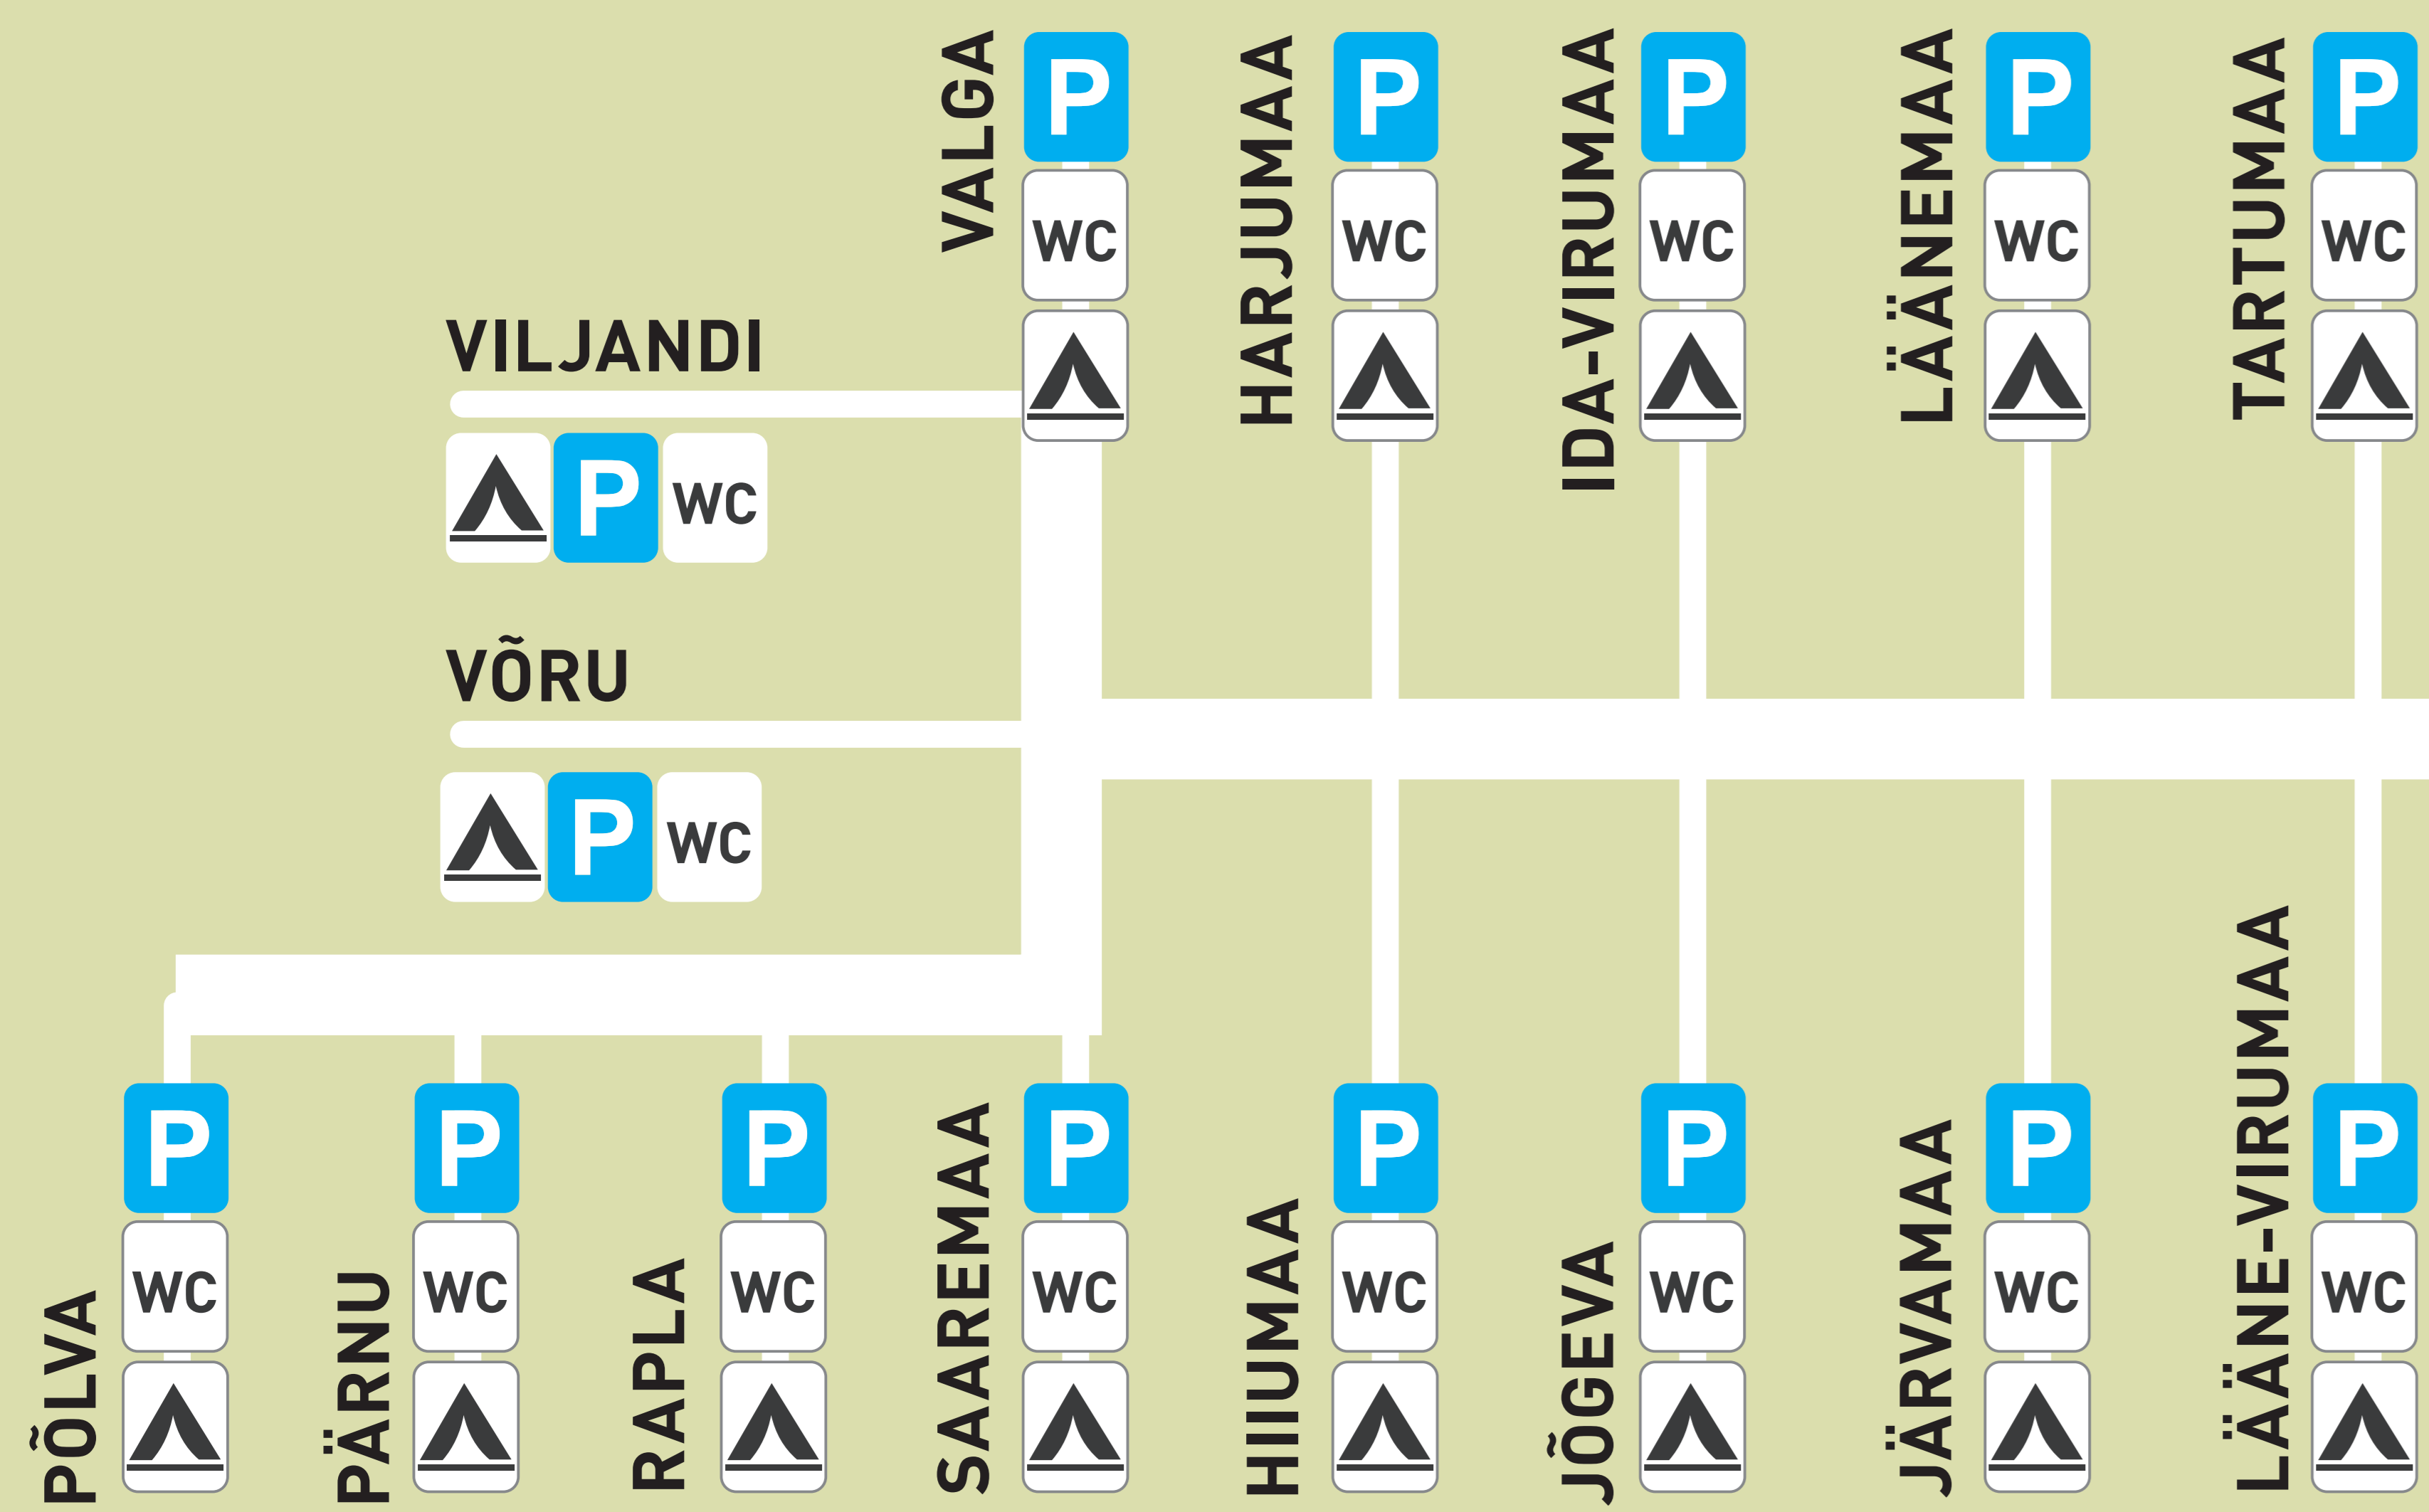 VALGA
P
WC
HARJUMAA
P
WC
IDA-VIRUMAA
P
WC
LÄÄNEMAA
P
WC
TARTUMAA
P
WC
VILJANDI
P WC
VÕRU
P WC
PÕLVA
P
WC
PÄRNU
P
WC
RAPLA
P
WC
SAAREMAA
P
WC
HIIUMAA
P
WC
JÕGEVA
P
WC
JÄRVAMAA
P
WC
LÄÄNE-VIRUMAA
P
WC